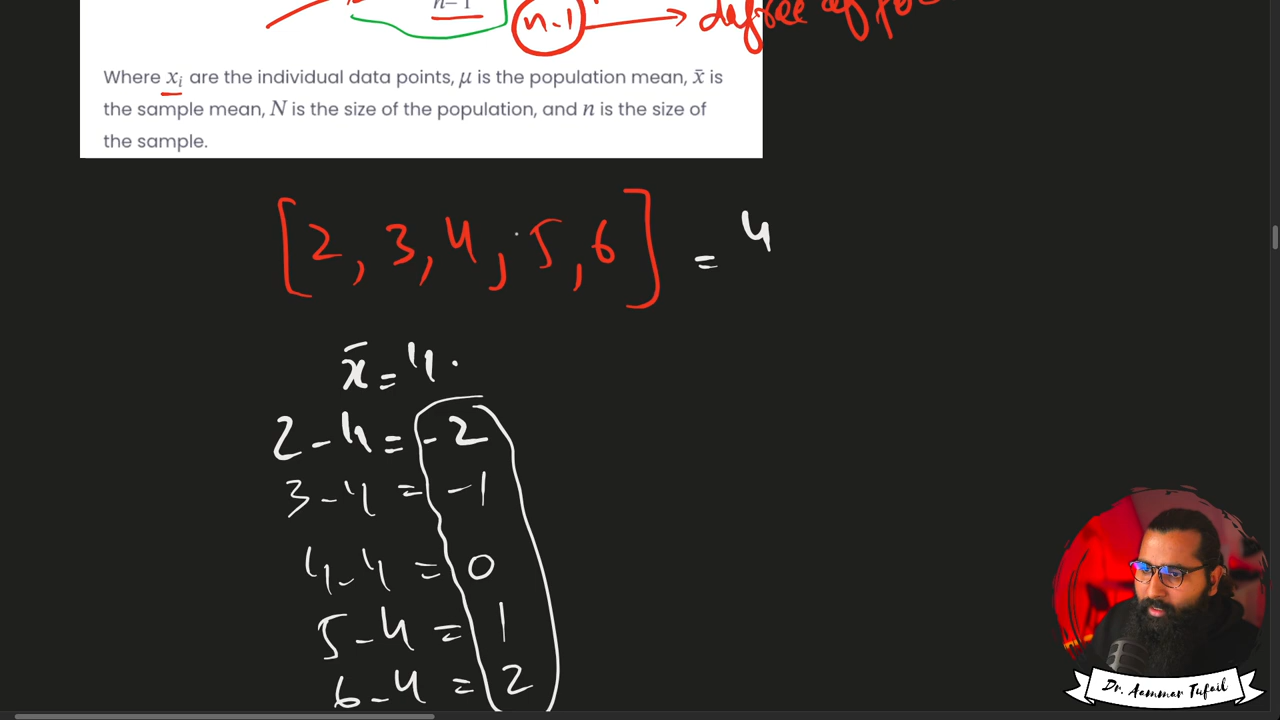 n-1
n-1 → degree of
Where xᵢ are the individual data points, μ is the population mean, x̄ is
the sample mean, N is the size of the population, and n is the size of
the sample.
[2, 3, 4, 5, 6] = 4
x̄ = 4.
2-4 = -2
3-4 = -1
4-4 = 0
5-4 = 1
6-4 = 2
Dr. Aammar Tufail